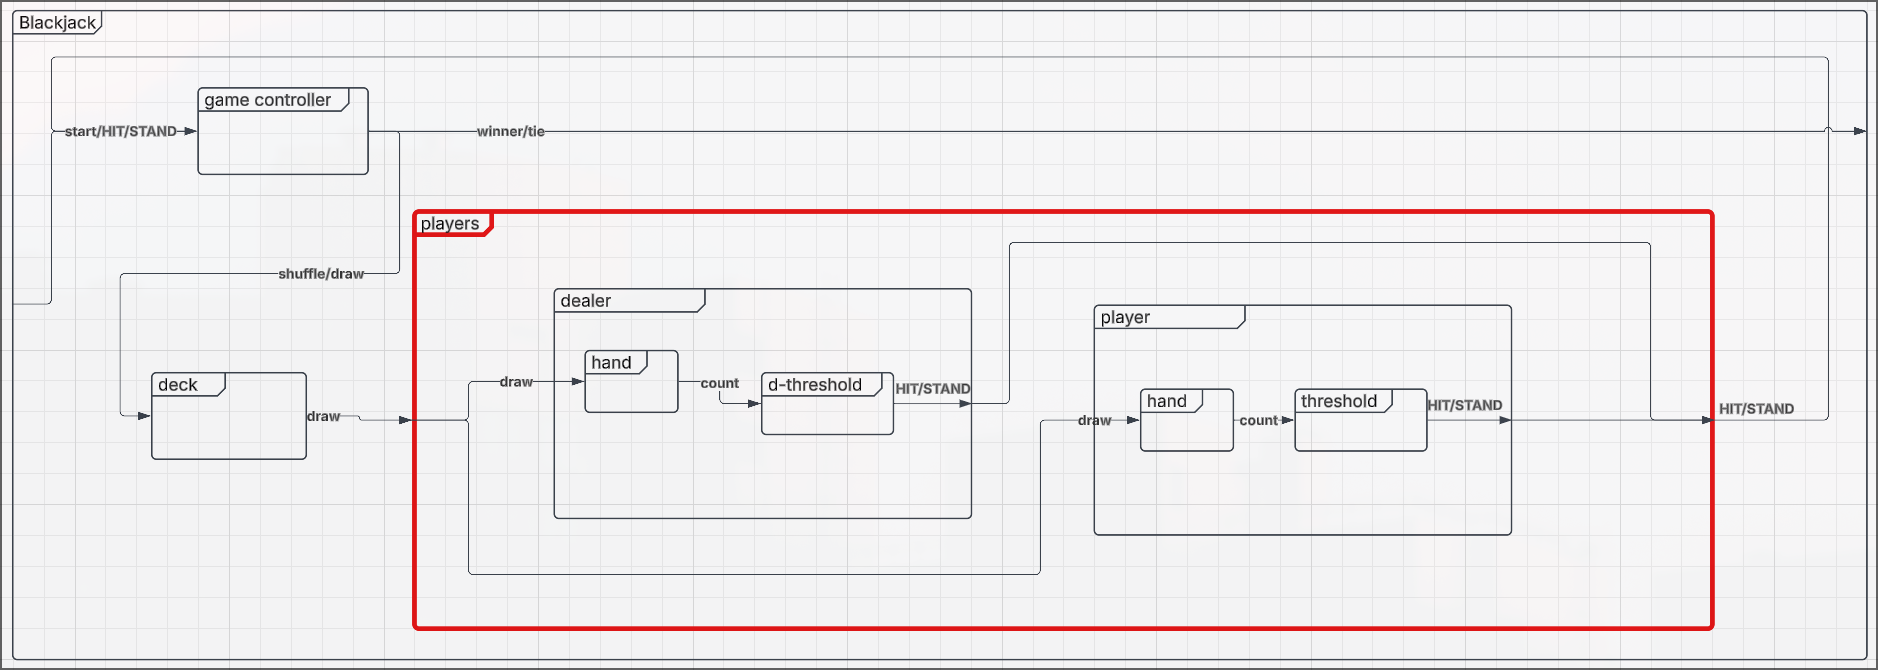 Blackjack
game controller
start/HIT/STAND
winner/tie
players
shuffle/draw
dealer
player
hand
draw
count
d-threshold
HIT/STAND
deck
draw
hand
threshold
HIT/STAND
draw
count
HIT/STAND